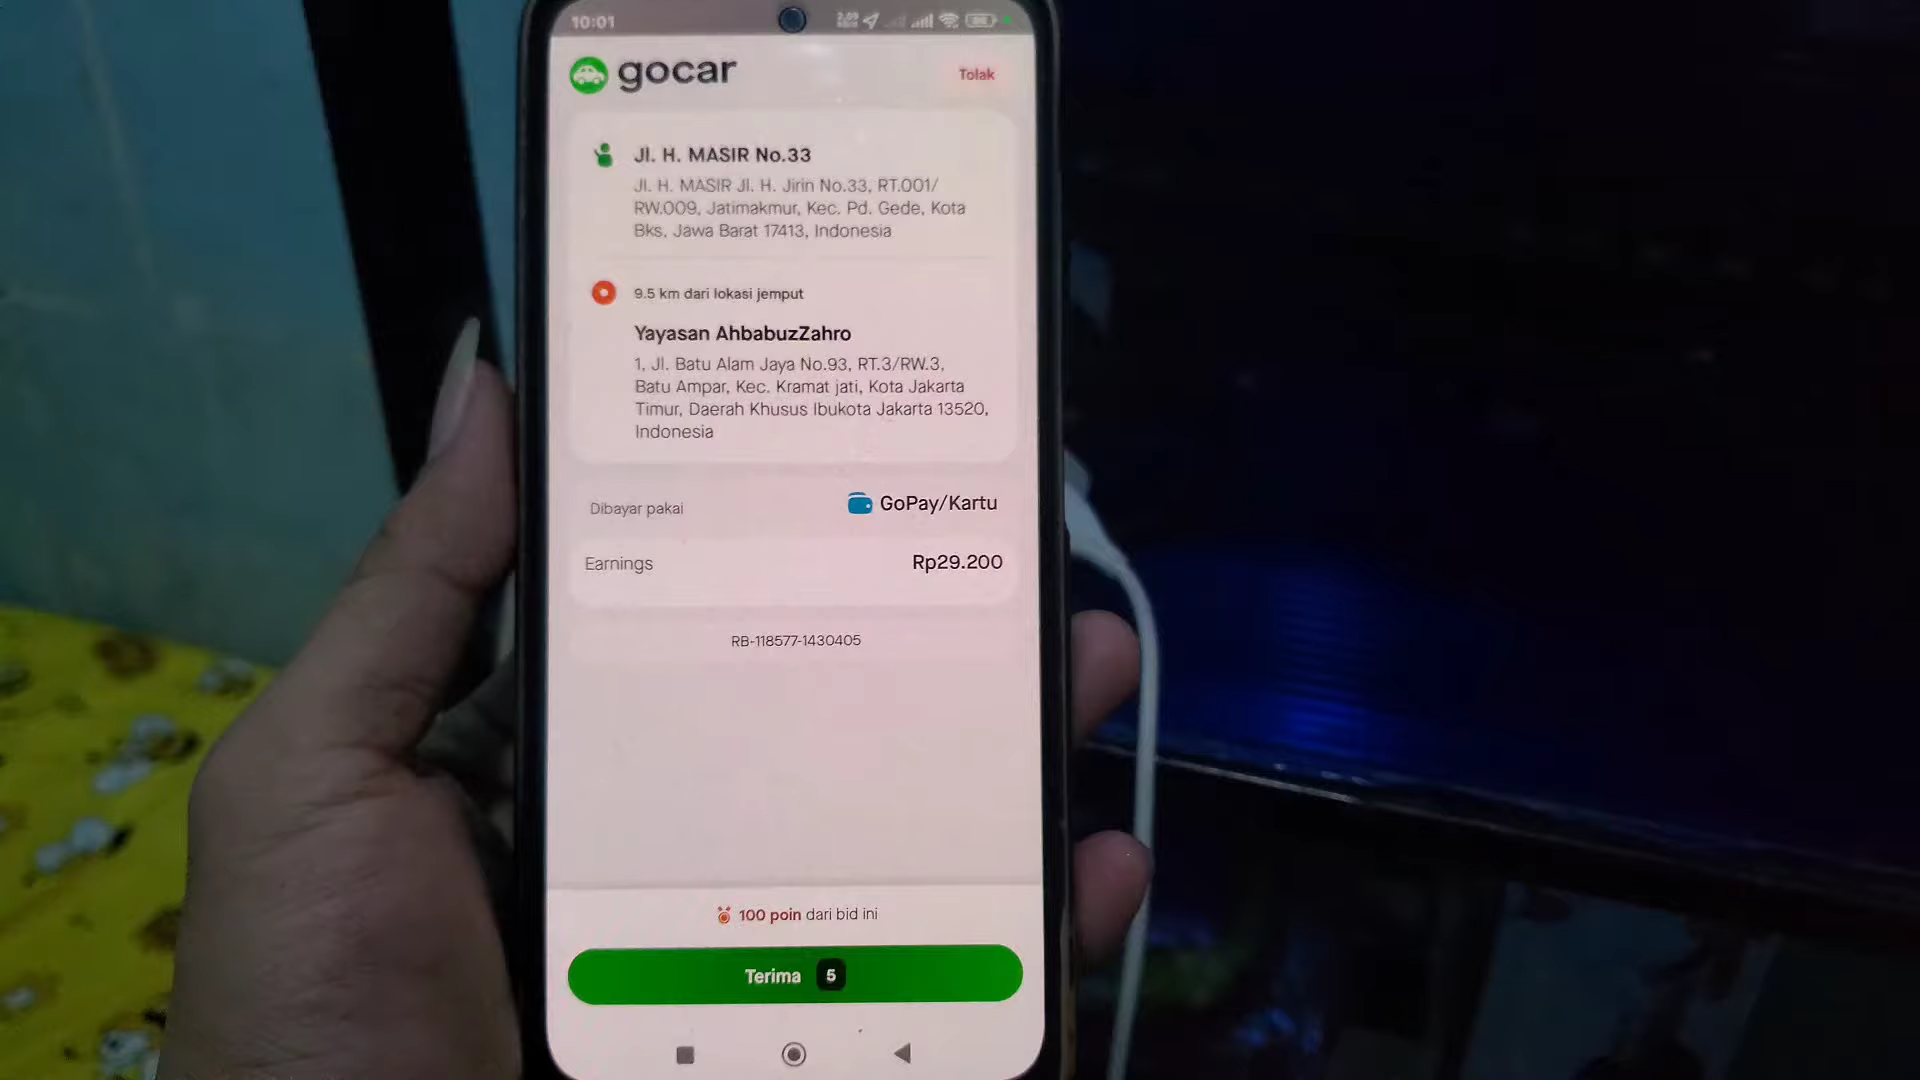 10:01
gocar
Tolak
Jl. H. MASIR No.33
Jl. H. MASIR Jl. H. Jirin No.33, RT.001/
RW.009, Jatimakmur, Kec. Pd. Gede, Kota
Bks, Jawa Barat 17413, Indonesia
9.5 km dari lokasi jemput
Yayasan AhbabuzZahro
1, Jl. Batu Alam Jaya No.93, RT.3/RW.3,
Batu Ampar, Kec. Kramat jati, Kota Jakarta
Timur, Daerah Khusus Ibukota Jakarta 13520,
Indonesia
Dibayar pakai
GoPay/Kartu
Earnings
Rp29.200
RB-118577-1430405
100 poin dari bid ini
Terima 5